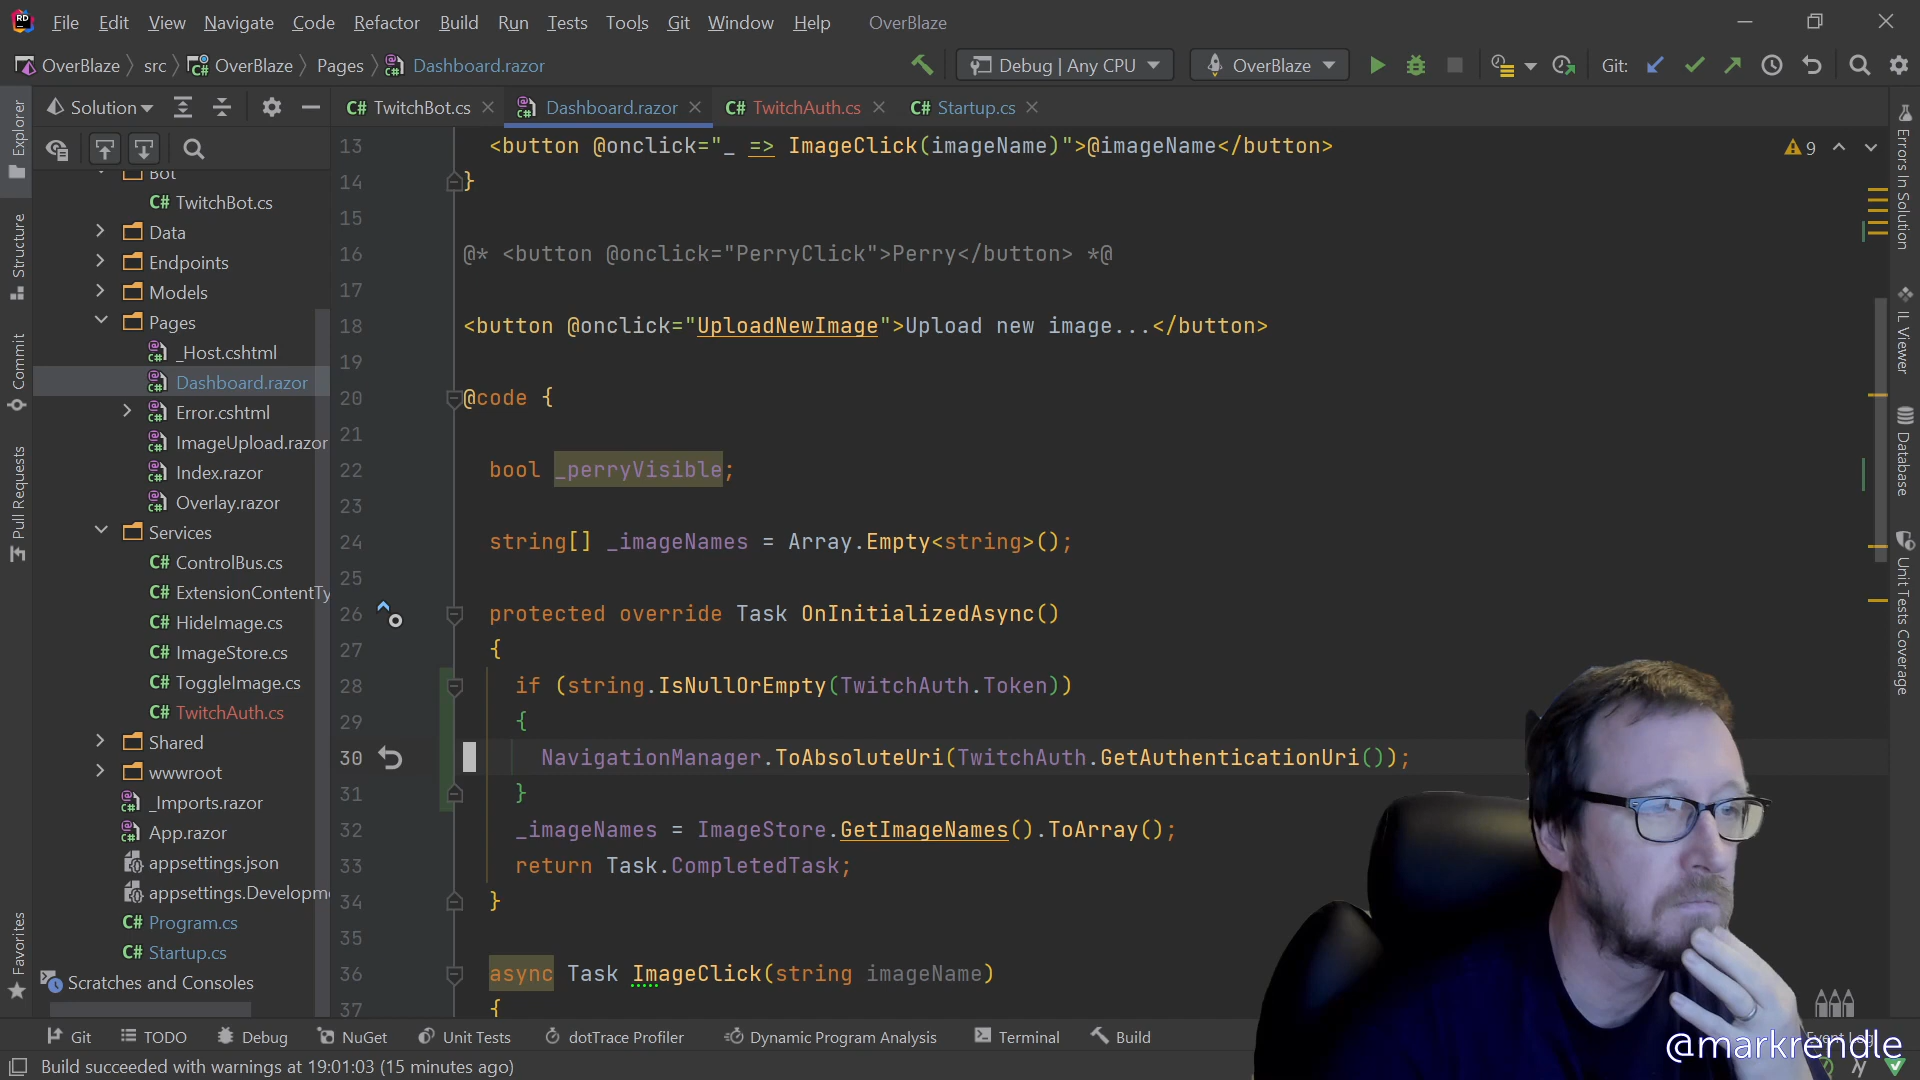 File Edit View Navigate Code Refactor Build Run Tests Tools Git Window Help OverBlaze
OverBlaze src OverBlaze Pages Dashboard.razor Debug | Any CPU OverBlaze Git:
Solution
C# TwitchBot.cs Dashboard.razor C# TwitchAuth.cs C# Startup.cs
Explorer
Structure
Commit
Pull Requests
Favorites
Bot
C# TwitchBot.cs
Data
Endpoints
Models
Pages
_Host.cshtml
Dashboard.razor
Error.cshtml
ImageUpload.razor
Index.razor
Overlay.razor
Services
C# ControlBus.cs
C# ExtensionContentTy
C# HideImage.cs
C# ImageStore.cs
C# ToggleImage.cs
C# TwitchAuth.cs
Shared
wwwroot
_Imports.razor
App.razor
appsettings.json
appsettings.Developm
C# Program.cs
C# Startup.cs
Scratches and Consoles
13 <button @onclick="_ => ImageClick(imageName)">@imageName</button>
14 }
15
16 @* <button @onclick="PerryClick">Perry</button> *@
17
18 <button @onclick="UploadNewImage">Upload new image...</button>
19
20 @code {
21
22 bool _perryVisible;
23
24 string[] _imageNames = Array.Empty<string>();
25
26 protected override Task OnInitializedAsync()
27 {
28 if (string.IsNullOrEmpty(TwitchAuth.Token))
29 {
30 NavigationManager.ToAbsoluteUri(TwitchAuth.GetAuthenticationUri());
31 }
32 _imageNames = ImageStore.GetImageNames().ToArray();
33 return Task.CompletedTask;
34 }
35
36 async Task ImageClick(string imageName)
37 {
9
Errors In Solution
IL Viewer
Database
Unit Tests Coverage
Git TODO Debug NuGet Unit Tests dotTrace Profiler Dynamic Program Analysis Terminal Build
@markrendle
Build succeeded with warnings at 19:01:03 (15 minutes ago)